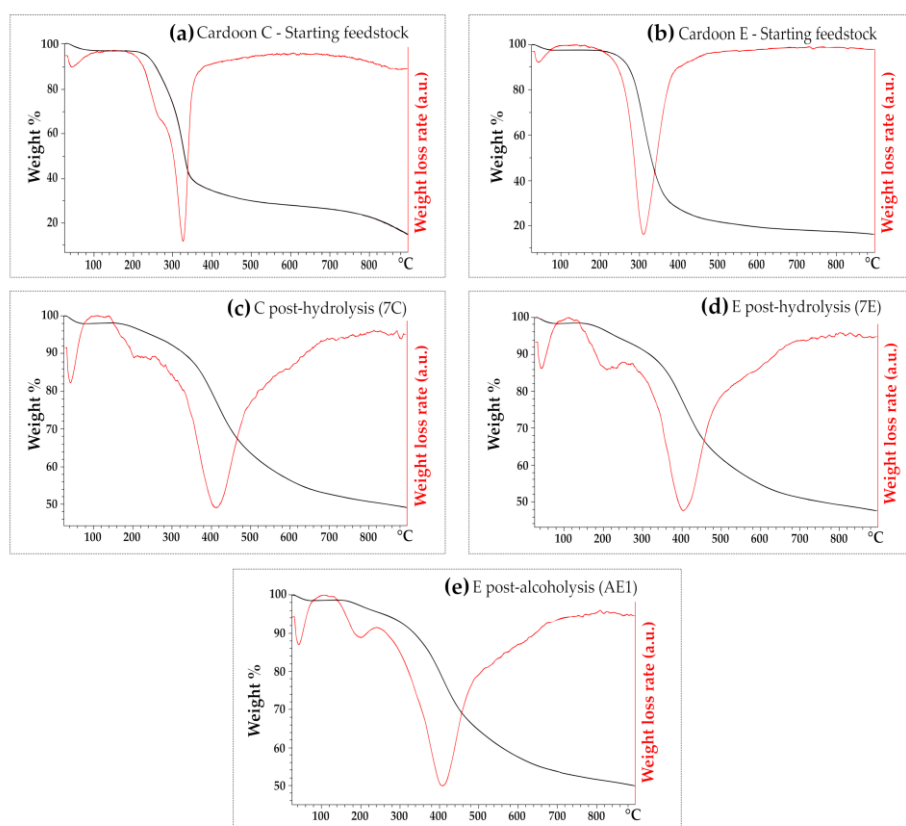 (a) Cardoon C - Starting feedstock
Weight %
100
80
60
40
20
100 200 300 400 500 600 700 800 °C
Weight loss rate (a.u.)
(b) Cardoon E - Starting feedstock
Weight %
100
80
60
40
20
100 200 300 400 500 600 700 800 °C
Weight loss rate (a.u.)
(c) C post-hydrolysis (7C)
Weight %
100
90
80
70
60
50
100 200 300 400 500 600 700 800 °C
Weight loss rate (a.u.)
(d) E post-hydrolysis (7E)
Weight %
100
90
80
70
60
50
100 200 300 400 500 600 700 800 °C
Weight loss rate (a.u.)
(e) E post-alcoholysis (AE1)
Weight %
100
90
80
70
60
50
100 200 300 400 500 600 700 800 °C
Weight loss rate (a.u.)